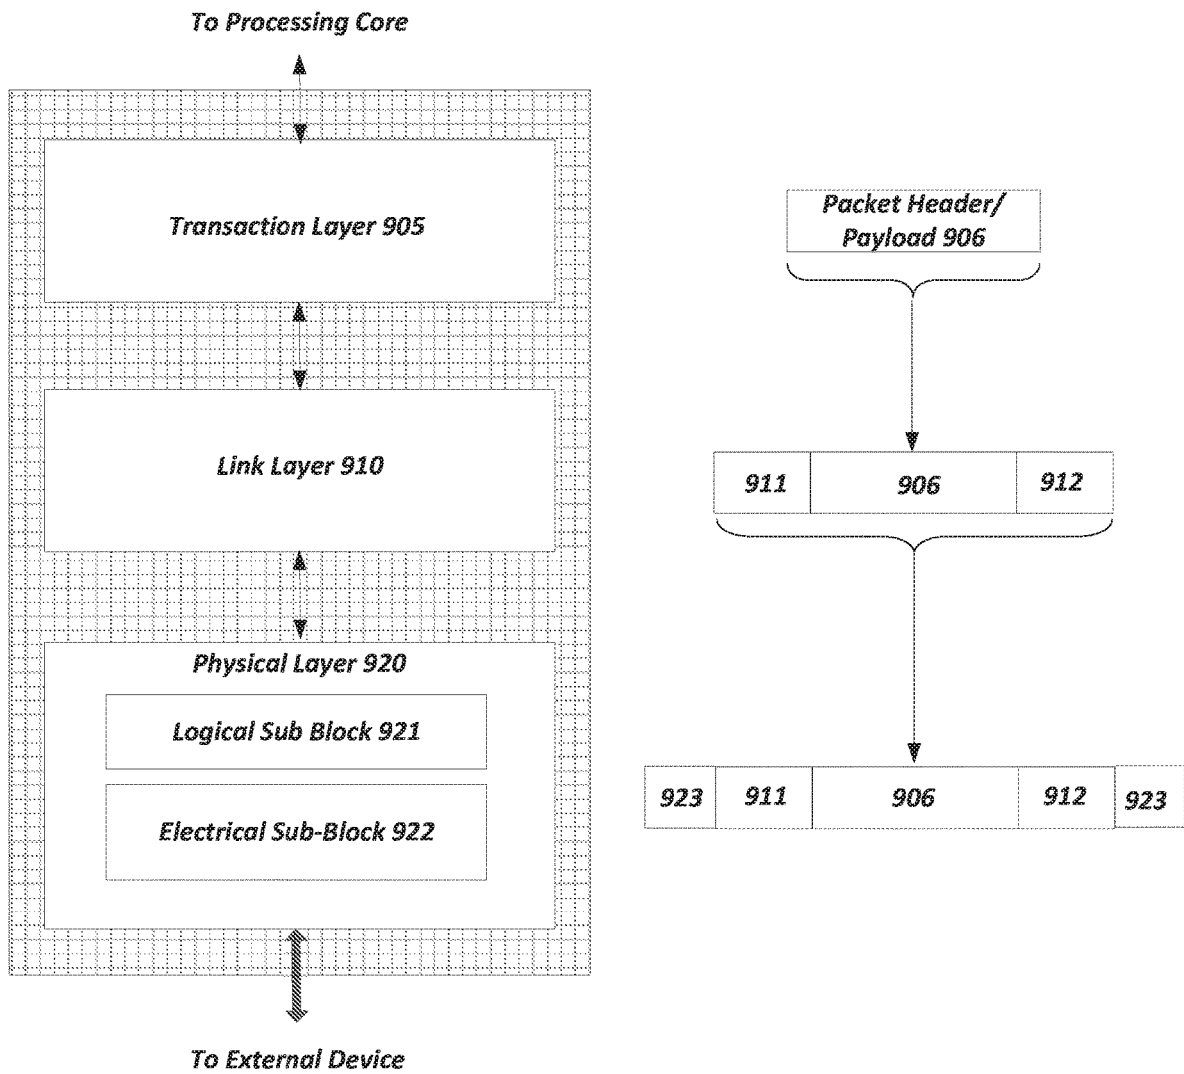 To Processing Core
Transaction Layer 905
Link Layer 910
Physical Layer 920
Logical Sub Block 921
Electrical Sub-Block 922
To External Device
Packet Header/
Payload 906
911 906 912
923 911 906 912 923